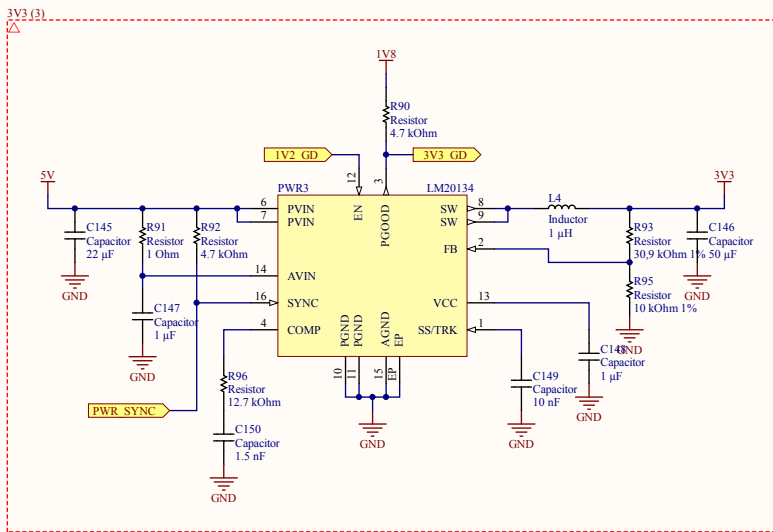 3V3 (3)
1V8
R90
Resistor
4.7 kOhm
1V2_GD
3V3_GD
5V
3V3
12
3
PWR3
LM20134
6
PVIN
7
PVIN
EN
PGOOD
SW
8
SW
9
L4
Inductor
1 µH
C145
Capacitor
22 µF
GND
R91
Resistor
1 Ohm
R92
Resistor
4.7 kOhm
FB
2
R93
Resistor
30,9 kOhm 1%
C146
Capacitor
50 µF
GND
14
AVIN
R95
Resistor
10 kOhm 1%
GND
C147
Capacitor
1 µF
GND
16
SYNC
VCC
13
4
COMP
SS/TRK
1
PGND
PGND
AGND
EP
10
11
15
EP
GND
C148
Capacitor
1 µF
GND
C149
Capacitor
10 nF
GND
R96
Resistor
12.7 kOhm
PWR_SYNC
C150
Capacitor
1.5 nF
GND